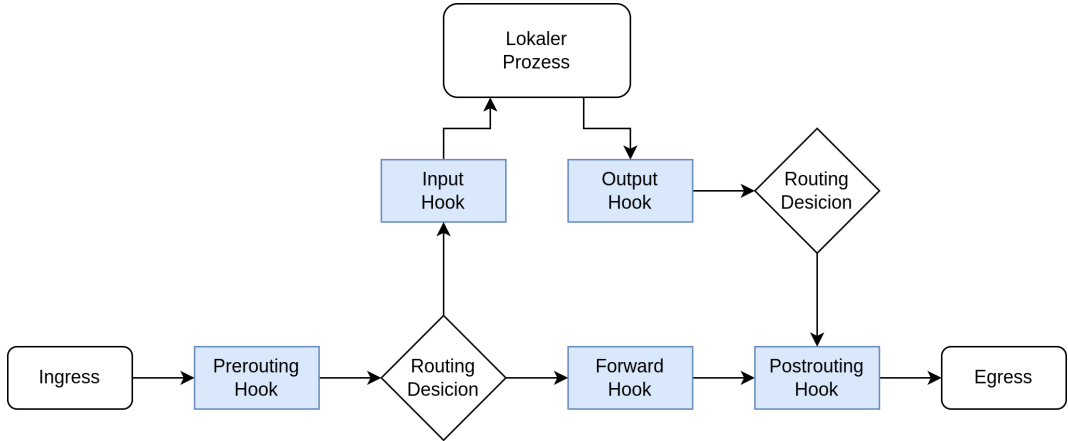 Lokaler
Prozess
Input
Hook
Output
Hook
Routing
Desicion
Ingress
Prerouting
Hook
Routing
Desicion
Forward
Hook
Postrouting
Hook
Egress